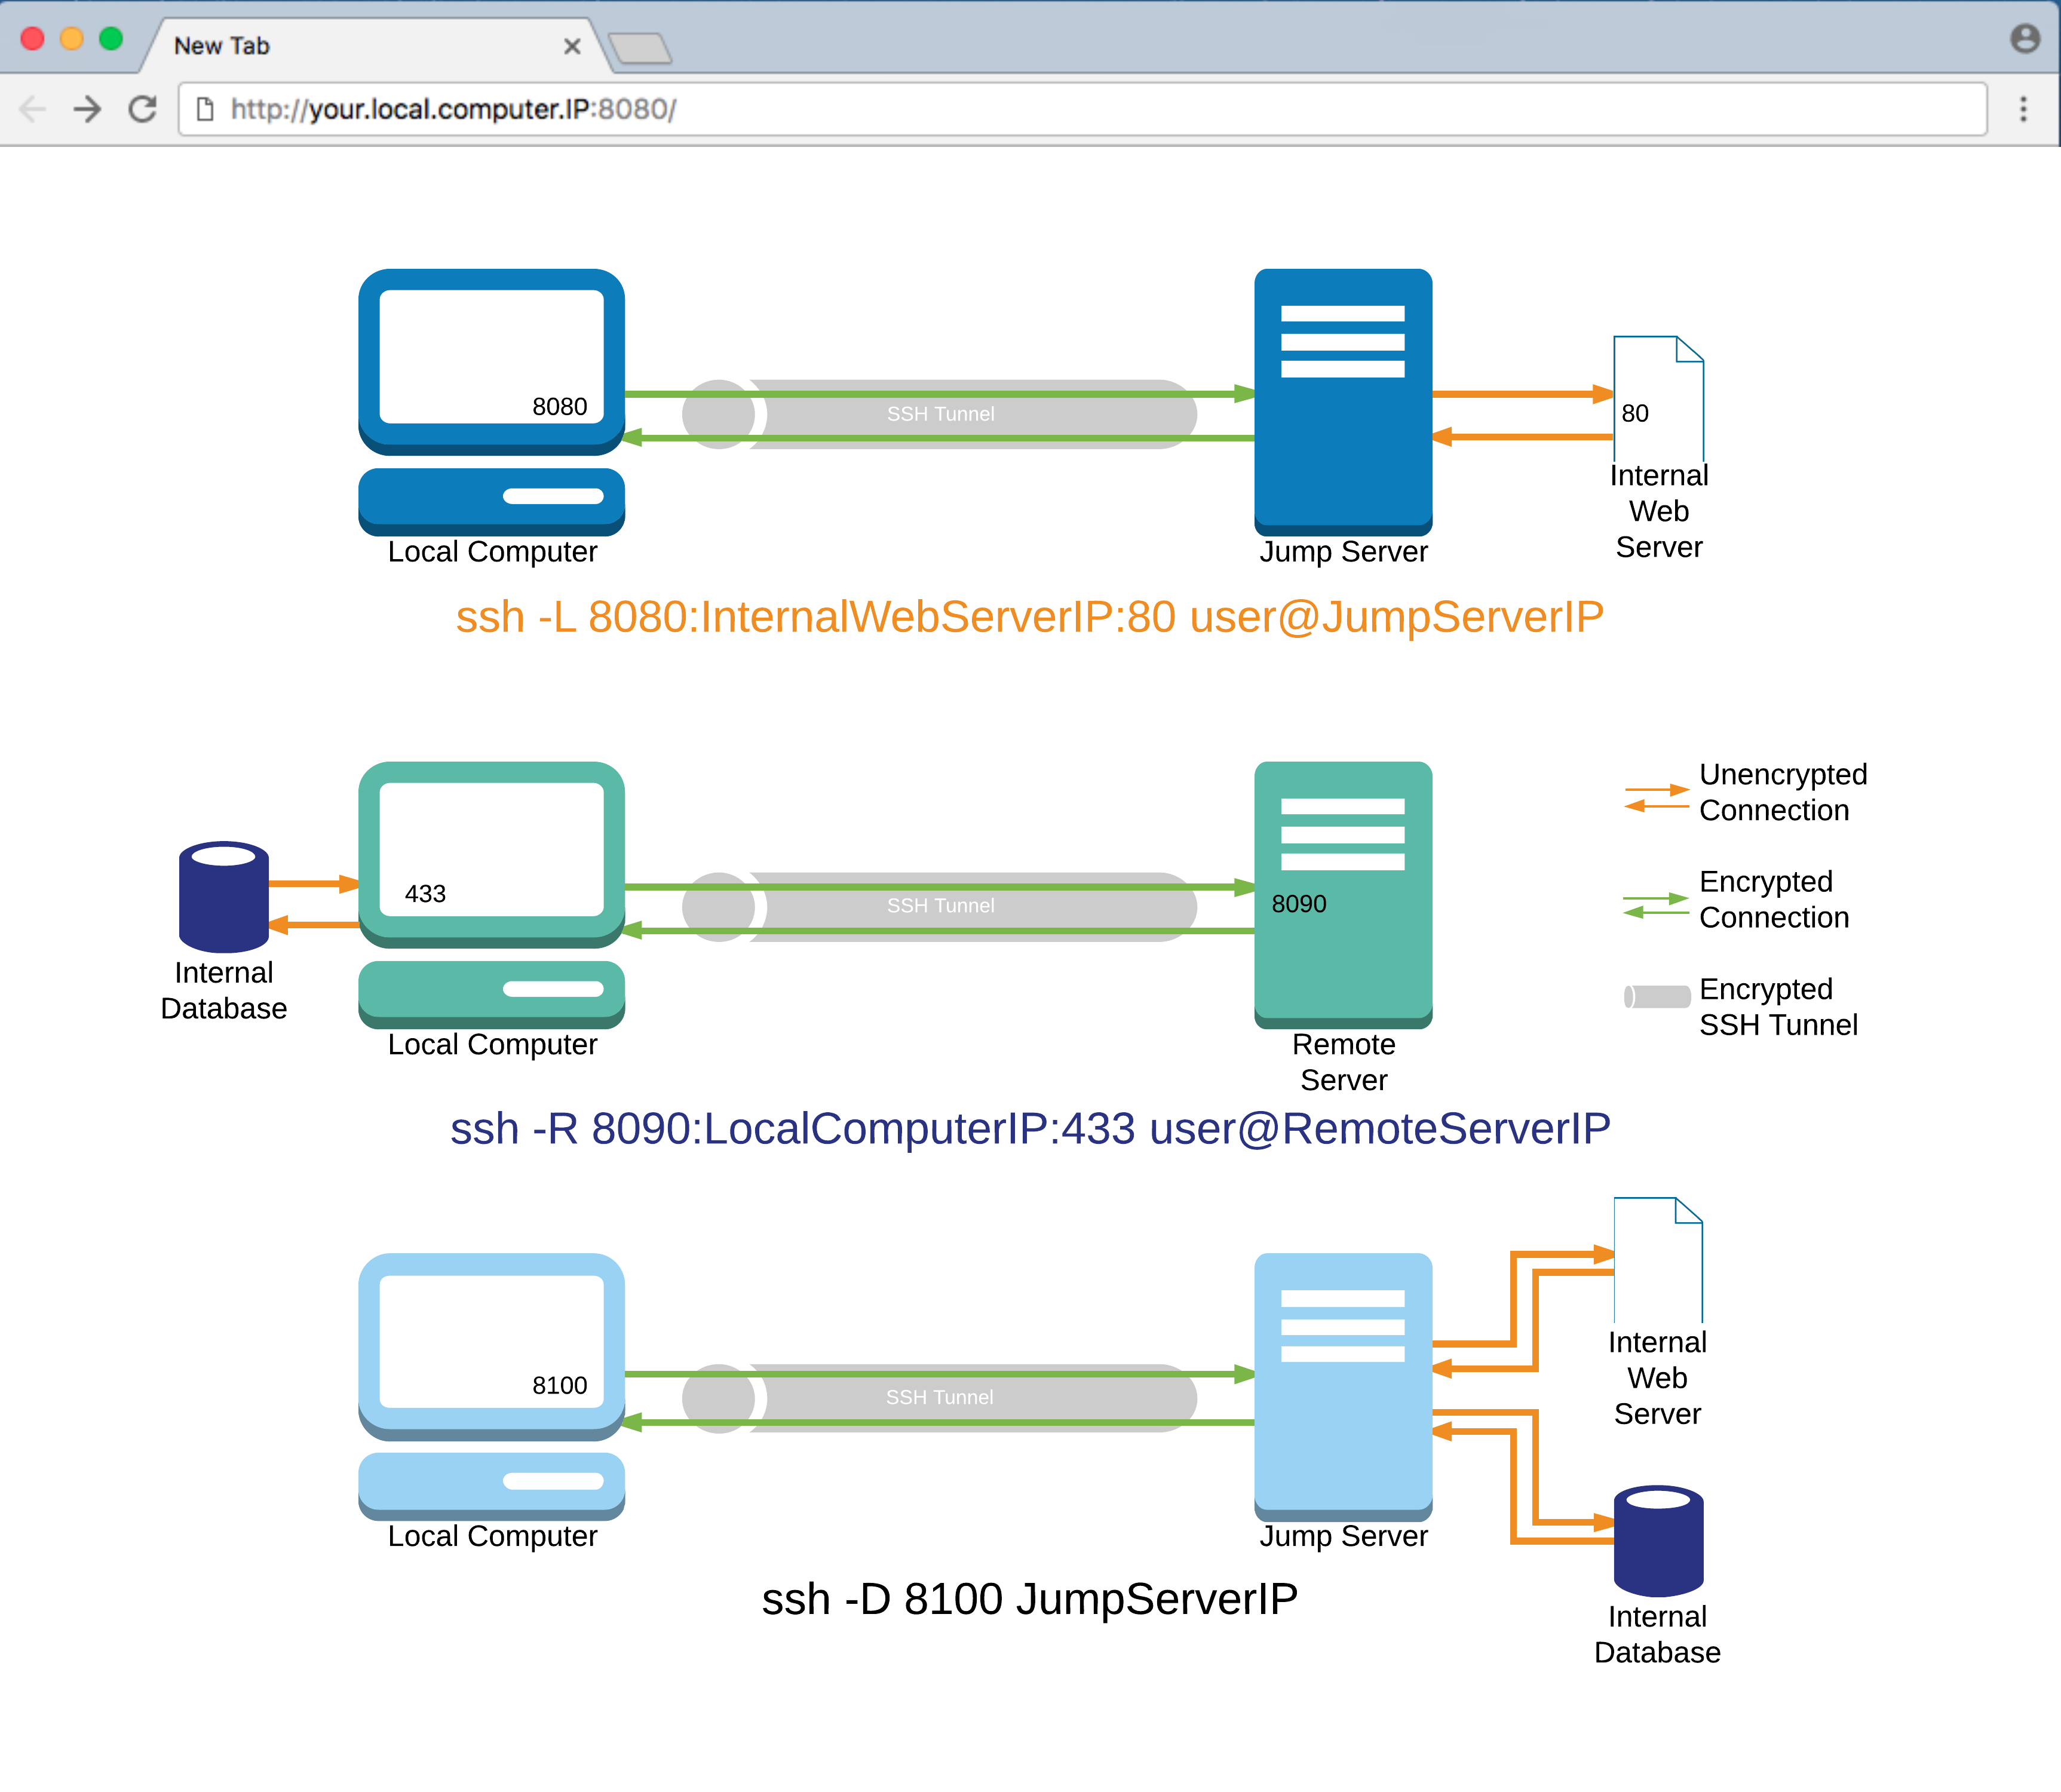 New Tab
http://your.local.computer.IP:8080/
8080
SSH Tunnel
80
Internal
Web
Server
Local Computer
Jump Server
ssh -L 8080:InternalWebServerIP:80 user@JumpServerIP
Unencrypted
Connection
433
SSH Tunnel
8090
Encrypted
Connection
Internal
Database
Encrypted
SSH Tunnel
Local Computer
Remote
Server
ssh -R 8090:LocalComputerIP:433 user@RemoteServerIP
8100
SSH Tunnel
Internal
Web
Server
Local Computer
Jump Server
ssh -D 8100 JumpServerIP
Internal
Database